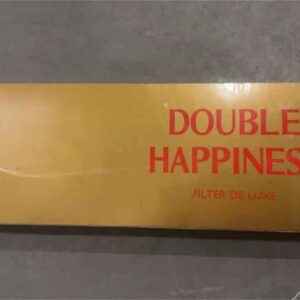 DOUBLE
HAPPINES
FILTER DE LUXE